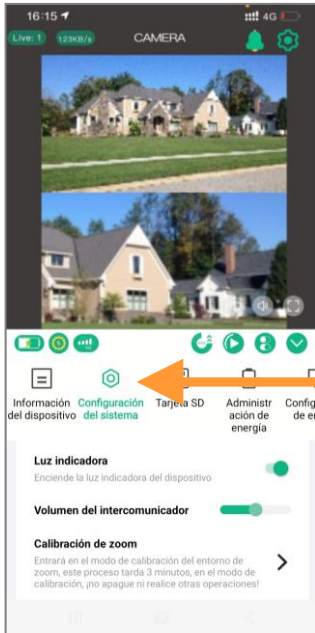 16:15
4G
Live: 1
123KB/s
CAMERA
Información
del dispositivo
Configuración
del sistema
Tarjeta SD
Administr
ación de
energía
Config
de e
Luz indicadora
Enciende la luz indicadora del dispositivo
Volumen del intercomunicador
Calibración de zoom
Entrará en el modo de calibración del entorno de
zoom, este proceso tarda 3 minutos, en el modo de
calibración, ¡no apague ni realice otras operaciones!